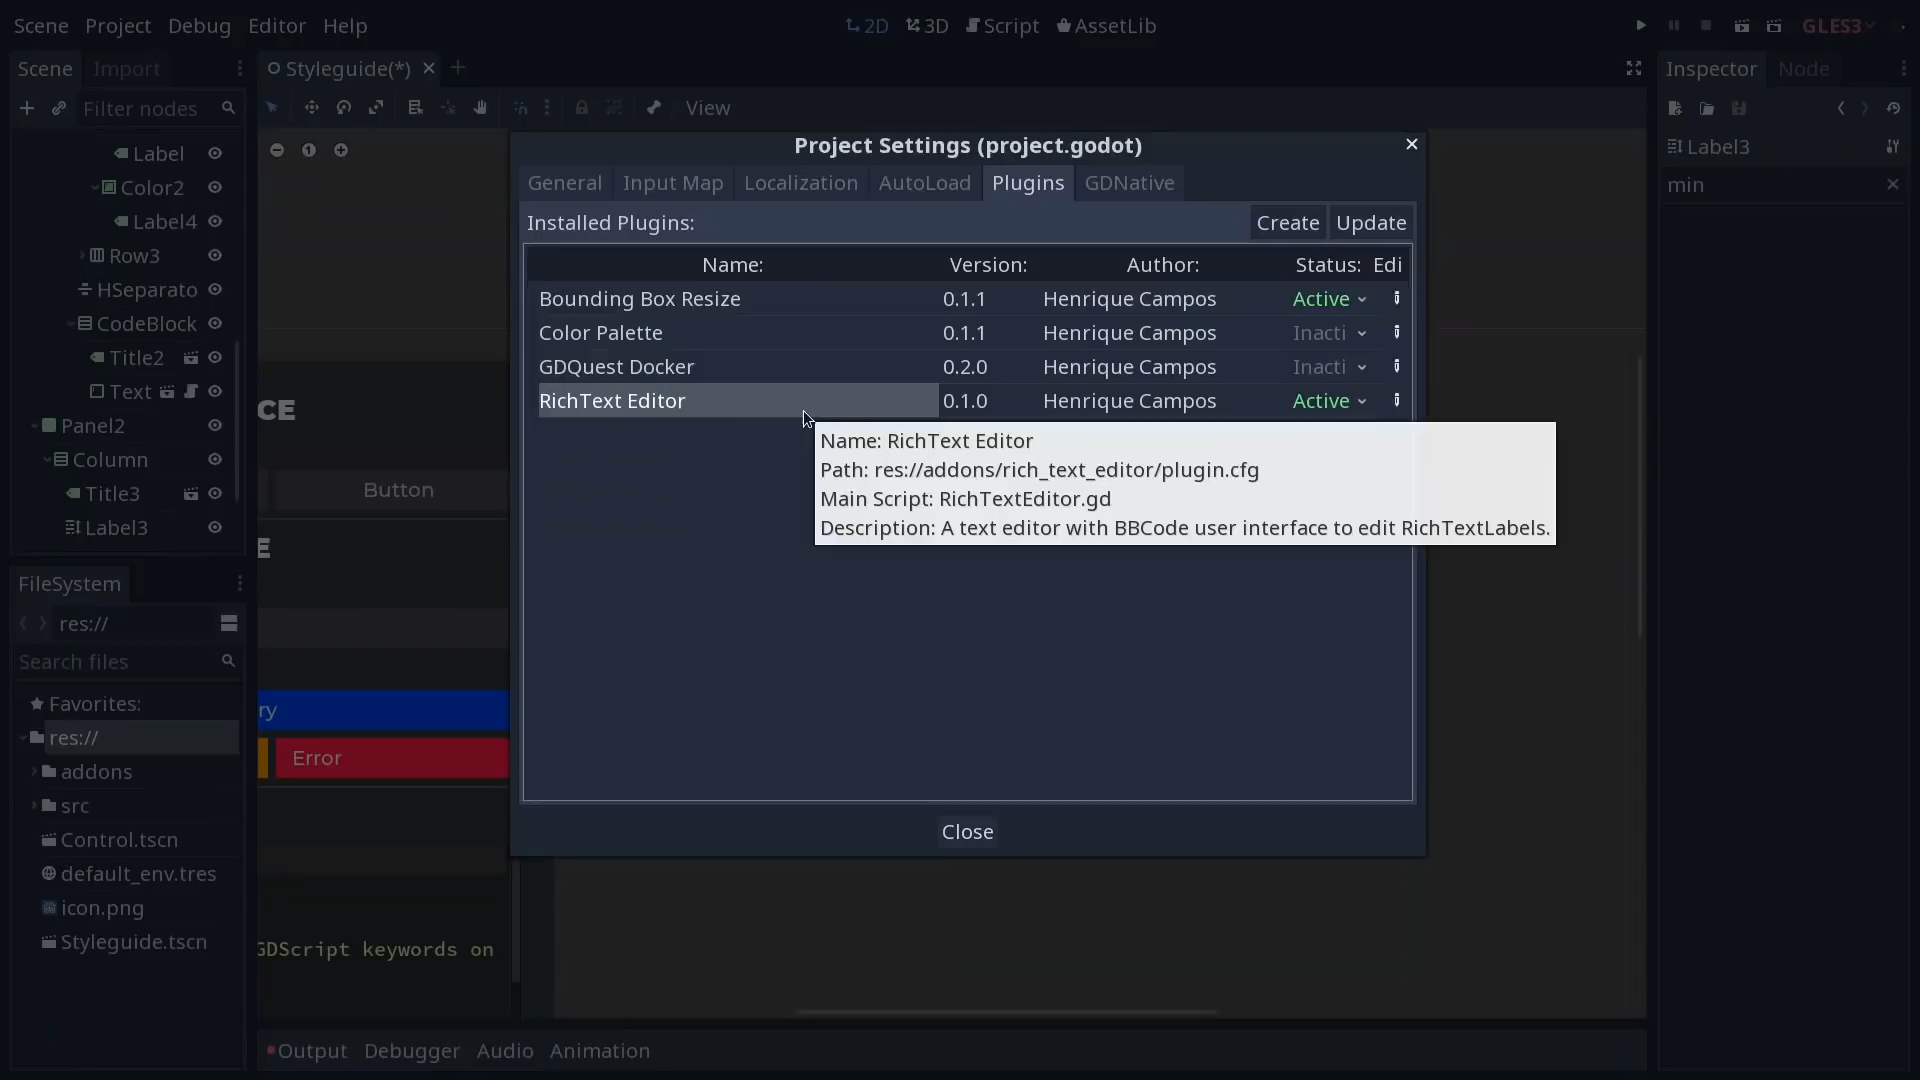 Scene Project Debug Editor Help
2D 3D Script AssetLib
GLES3
Scene Import
Filter nodes
Label
Color2
Label4
Row3
HSeparato
CodeBlock
Title2
Text
Panel2
Column
Title3
Label3
FileSystem
res://
Search files
Favorites:
res://
addons
src
Control.tscn
default_env.tres
icon.png
Styleguide.tscn
Styleguide(*)
View
CE
Button
E
ry
Error
GDScript keywords on
Project Settings (project.godot)
General Input Map Localization AutoLoad Plugins GDNative
Installed Plugins: Create Update
Name: Version: Author: Status: Edi
Bounding Box Resize 0.1.1 Henrique Campos Active
Color Palette 0.1.1 Henrique Campos Inacti
GDQuest Docker 0.2.0 Henrique Campos Inacti
RichText Editor 0.1.0 Henrique Campos Active
Name: RichText Editor
Path: res://addons/rich_text_editor/plugin.cfg
Main Script: RichTextEditor.gd
Description: A text editor with BBCode user interface to edit RichTextLabels.
Close
Output Debugger Audio Animation
Inspector Node
Label3
min